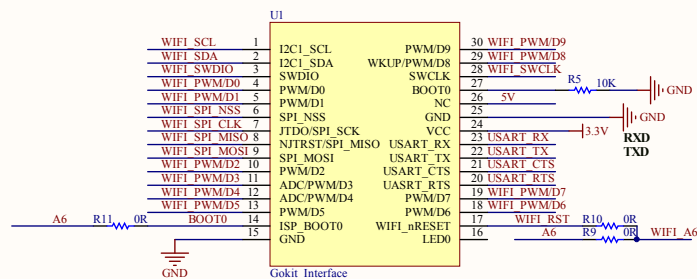 U1
WIFI_SCL 1 I2C1_SCL PWM/D9 30 WIFI_PWM/D9
WIFI_SDA 2 I2C1_SDA WKUP/PWM/D8 29 WIFI_PWM/D8
WIFI_SWDIO 3 SWDIO SWCLK 28 WIFI_SWCLK
WIFI_PWM/D0 4 PWM/D0 BOOT0 27 R5 10K GND
WIFI_PWM/D1 5 PWM/D1 NC 26 5V
WIFI_SPI_NSS 6 SPI_NSS GND 25 GND
WIFI_SPI_CLK 7 JTDO/SPI_SCK VCC 24 3.3V
WIFI_SPI_MISO 8 NJTRST/SPI_MISO USART_RX 23 USART_RX RXD
WIFI_SPI_MOSI 9 SPI_MOSI USART_TX 22 USART_TX TXD
WIFI_PWM/D2 10 PWM/D2 USART_CTS 21 USART_CTS
WIFI_PWM/D3 11 ADC/PWM/D3 UASRT_RTS 20 USART_RTS
WIFI_PWM/D4 12 ADC/PWM/D4 PWM/D7 19 WIFI_PWM/D7
WIFI_PWM/D5 13 PWM/D5 PWM/D6 18 WIFI_PWM/D6
A6 R11 0R BOOT0 14 ISP_BOOT0 WIFI_nRESET 17 WIFI_RST R10 0R
15 GND LED0 16 A6 R9 0R WIFI_A6
GND
Gokit_Interface